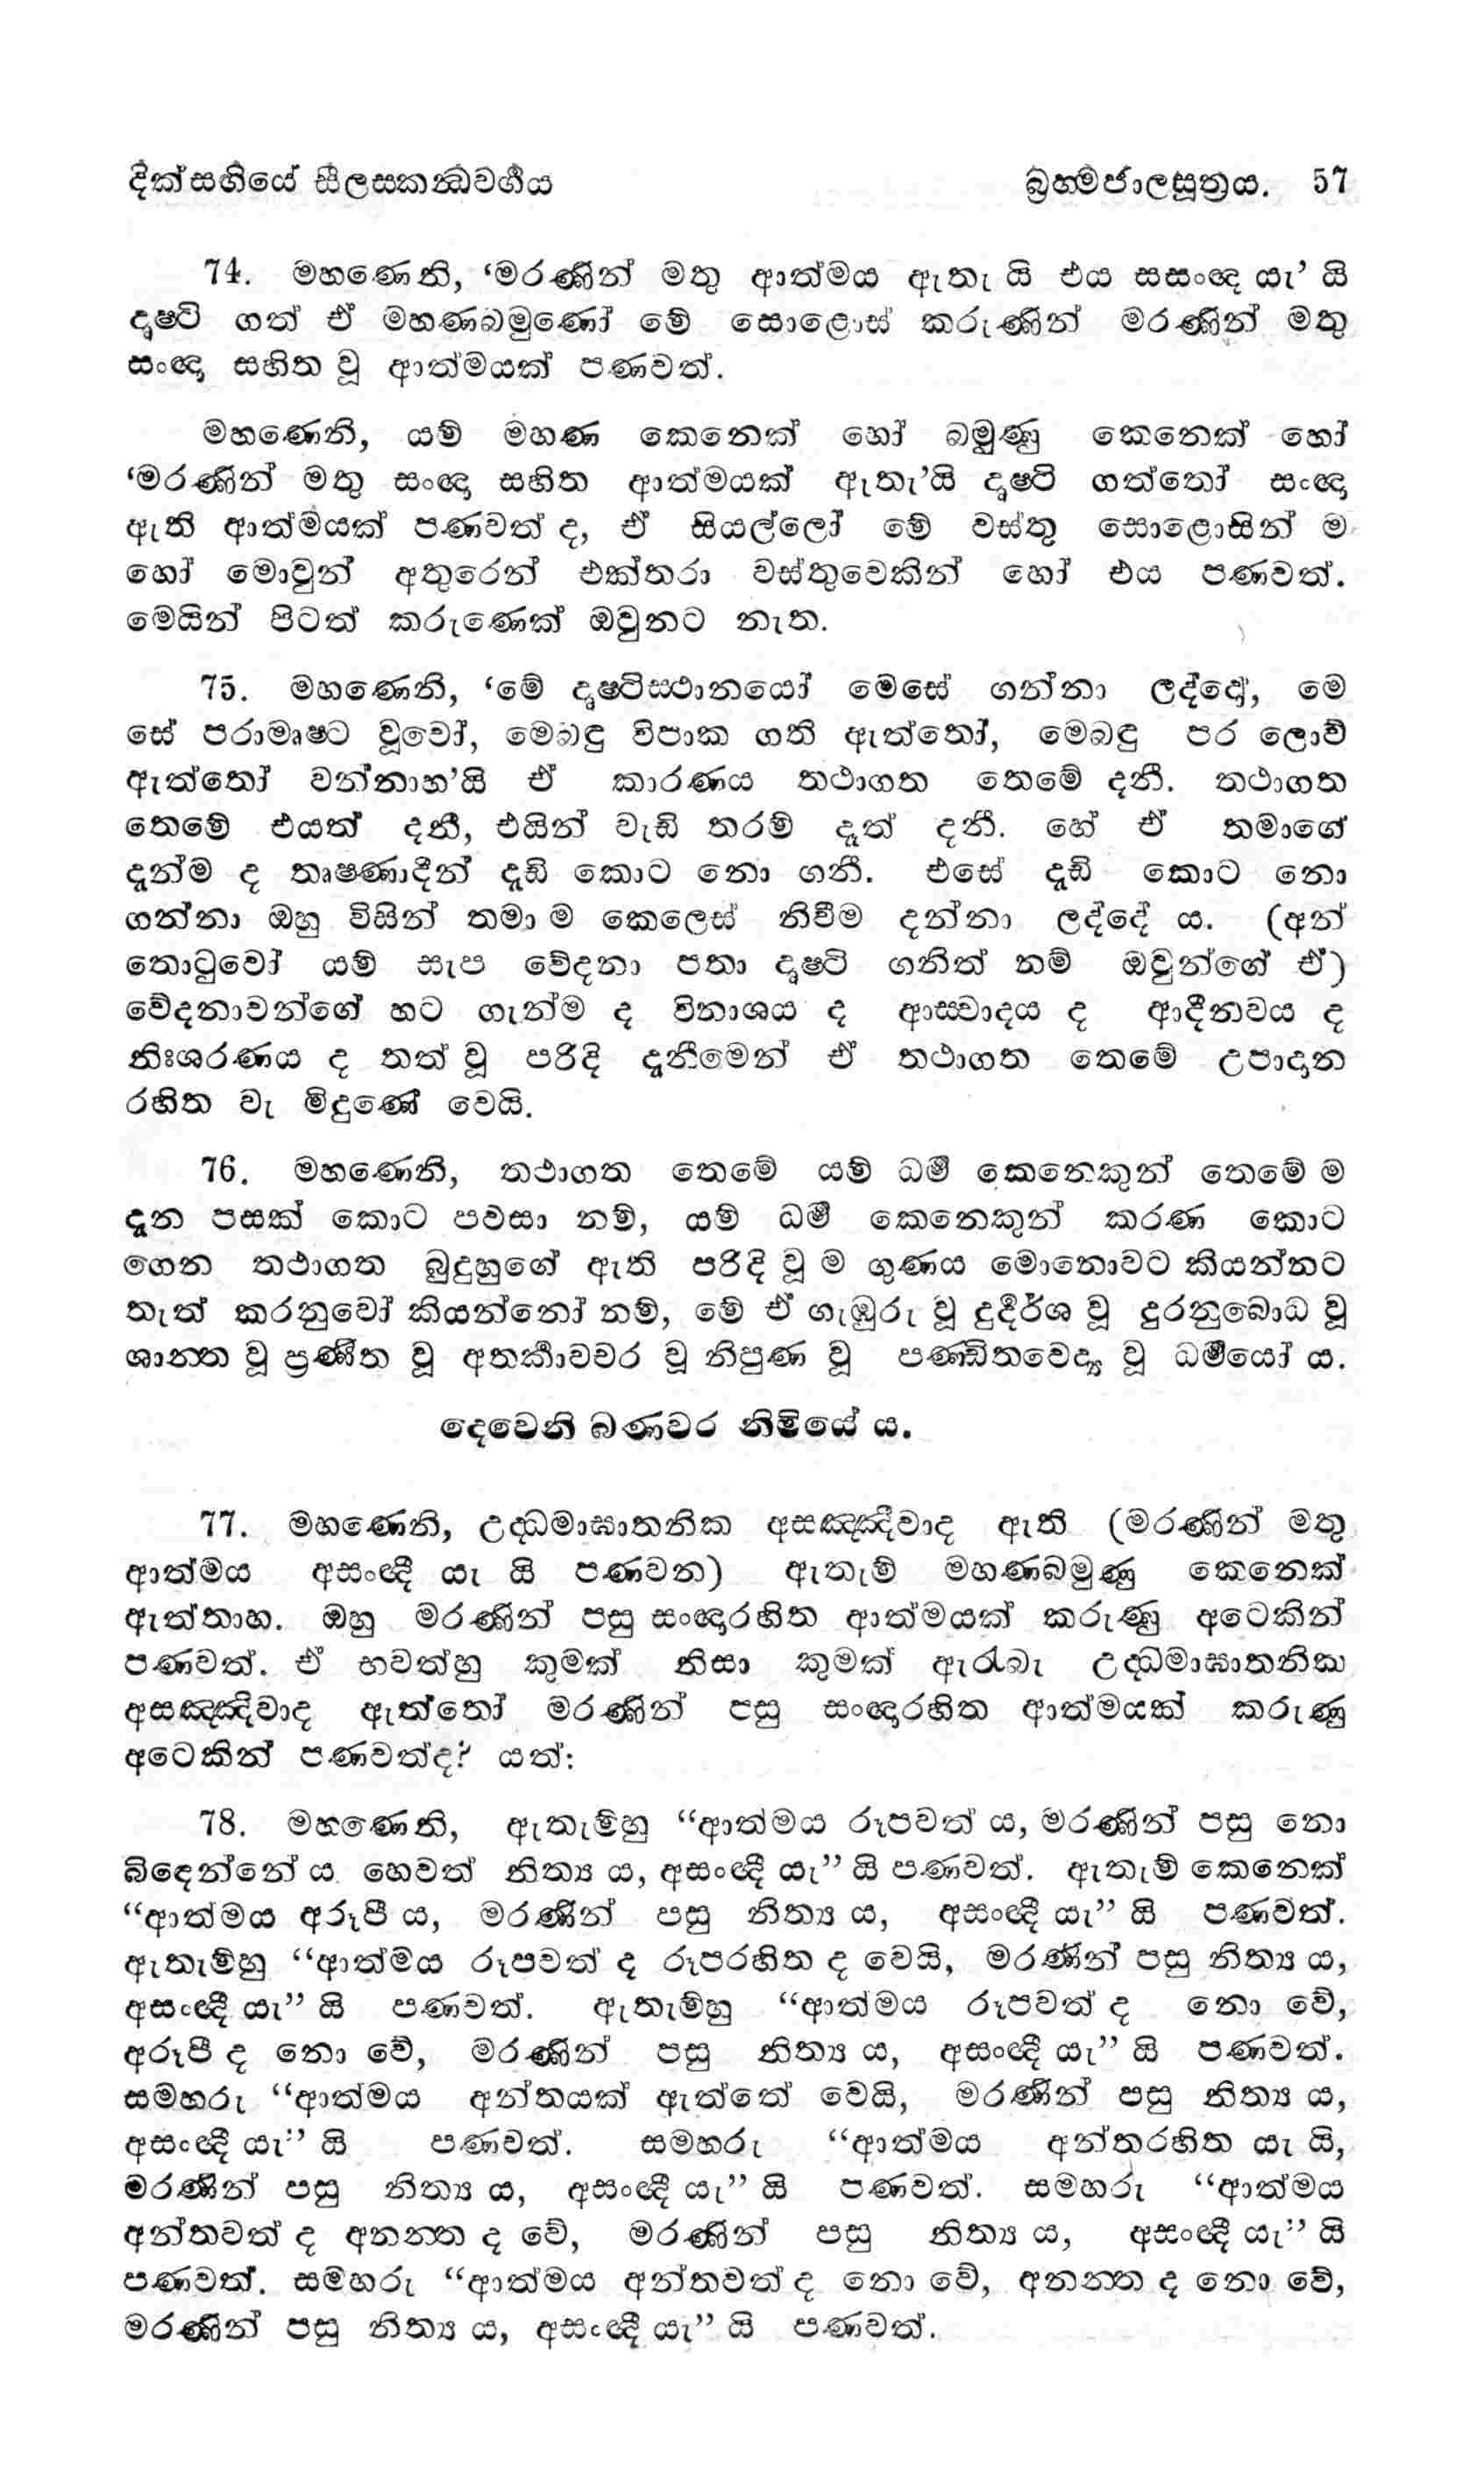 දික්සඟියේ සීලස්කන්ධවර්ගය	බ්‍රහ්මජාලසූත්‍රය. 57
74. මහණෙනි, ‘මරණින් මතු ආත්මය ඇතැ යි එය සසංඥ යැ’ යි
දෘෂ්ටි ගත් ඒ මහණබමුණෝ මේ සොළොස් කරුණින් මරණින් මතු
සංඥා සහිත වූ ආත්මයක් පණවත්.
මහණෙනි, යම් මහණ කෙනෙක් හෝ බමුණු කෙනෙක් හෝ
‘මරණින් මතු සංඥා සහිත ආත්මයක් ඇතැ’යි දෘෂ්ටි ගත්තෝ සංඥා
ඇති ආත්මයක් පණවත් ද, ඒ සියල්ලෝ මේ වස්තු සොළොසින් ම
හෝ මොවුන් අතුරෙන් එක්තරා වස්තුවෙකින් හෝ එය පණවත්.
මෙයින් පිටත් කරුණෙක් ඔවුනට නැත.
75. මහණෙනි, ‘මේ දෘෂ්ටිස්ථානයෝ මෙසේ ගන්නා ලද්දෝ, මෙ
සේ පරාමෘෂ්ට වූවෝ, මෙබඳු විපාක ගති ඇත්තෝ, මෙබඳු පර ලොව්
ඇත්තෝ වන්නාහ’යි ඒ කාරණය තථාගත තෙමේ දනී. තථාගත
තෙමේ එයත් දනී, එයින් වැඩි තරම් දෑත් දනී. හේ ඒ තමාගේ
දැන්ම ද තෘෂ්ණාදීන් දැඩි කොට නො ගනී. එසේ දැඩි කොට නො
ගන්නා ඔහු විසින් තමා ම කෙලෙස් නිවීම දන්නා ලද්දේ ය. (අන්
තොටුවෝ යම් සැප වේදනා පතා දෘෂ්ටි ගනිත් නම් ඔවුන්ගේ ඒ)
වේදනාවන්ගේ හට ගැන්ම ද විනාශය ද ආස්වාදය ද ආදීනවය ද
නිඃශරණය ද තත් වූ පරිදි දැනීමෙන් ඒ තථාගත තෙමේ උපාදාන
රහිත වැ මිදුණේ වෙයි.
76. මහණෙනි, තථාගත තෙමේ යම් ධර්ම කෙනෙකුන් තෙමේ ම
දැන පසක් කොට පවසා නම්, යම් ධර්ම කෙනෙකුන් කරණ කොට
ගෙන තථාගත බුදුහුගේ ඇති පරිදි වූ ම ගුණය මොනොවට කියන්නට
තැත් කරනුවෝ කියන්නෝ නම්, මේ ඒ ගැඹුරු වූ දුර්දර්ශ වූ දුරනුබොධ වූ
ශාන්ත වූ ප්‍රණීත වූ අතර්කාවචර වූ නිපුණ වූ පණ්ඩිතවෙද්‍ය වූ ධර්මයෝ ය.
දෙවෙනි බණවර නිමියේ ය.
77. මහණෙනි, උද්ධමාඝාතනික අසඤ්ඤීවාද ඇති (මරණින් මතු
ආත්මය අසංඥී යැ යි පණවන) ඇතැම් මහණබමුණු කෙනෙක්
ඇත්තාහ. ඔහු මරණින් පසු සංඥාරහිත ආත්මයක් කරුණු අටෙකින්
පණවත්. ඒ භවත්හු කුමක් නිසා කුමක් ඇරැබැ උද්ධමාඝාතනික
අසඤ්ඤිවාද ඇත්තෝ මරණින් පසු සංඥාරහිත ආත්මයක් කරුණු
අටෙකින් පණවත්ද? යත්:
78. මහණෙනි, ඇතැම්හු “ආත්මය රූපවත් ය, මරණින් පසු නො
බිඳෙන්නේ ය හෙවත් නිත්‍ය ය, අසංඥී යැ” යි පණවත්. ඇතැම් කෙනෙක්
“ආත්මය අරූපී ය, මරණින් පසු නිත්‍ය ය, අසංඥී යැ” යි පණවත්.
ඇතැම්හු “ආත්මය රූපවත් ද රූපරහිත ද වෙයි, මරණින් පසු නිත්‍ය ය,
අසංඥී යැ” යි පණවත්. ඇතැම්හු “ආත්මය රූපවත් ද නො වේ,
අරූපී ද නො වේ, මරණින් පසු නිත්‍ය ය, අසංඥී යැ” යි පණවත්.
සමහරු “ආත්මය අන්තයක් ඇත්තේ වෙයි, මරණින් පසු නිත්‍ය ය,
අසංඥී යැ” යි පණවත්. සමහරු “ආත්මය අන්තරහිත යැ යි,
මරණින් පසු නිත්‍ය ය, අසංඥී යැ” යි පණවත්. සමහරු “ආත්මය
අන්තවත් ද අනන්ත ද වේ, මරණින් පසු නිත්‍ය ය, අසංඥී යැ” යි
පණවත්. සමහරු “ආත්මය අන්තවත් ද නො වේ, අනන්ත ද නො වේ,
මරණින් පසු නිත්‍ය ය, අසංඥී යැ” යි පණවත්.